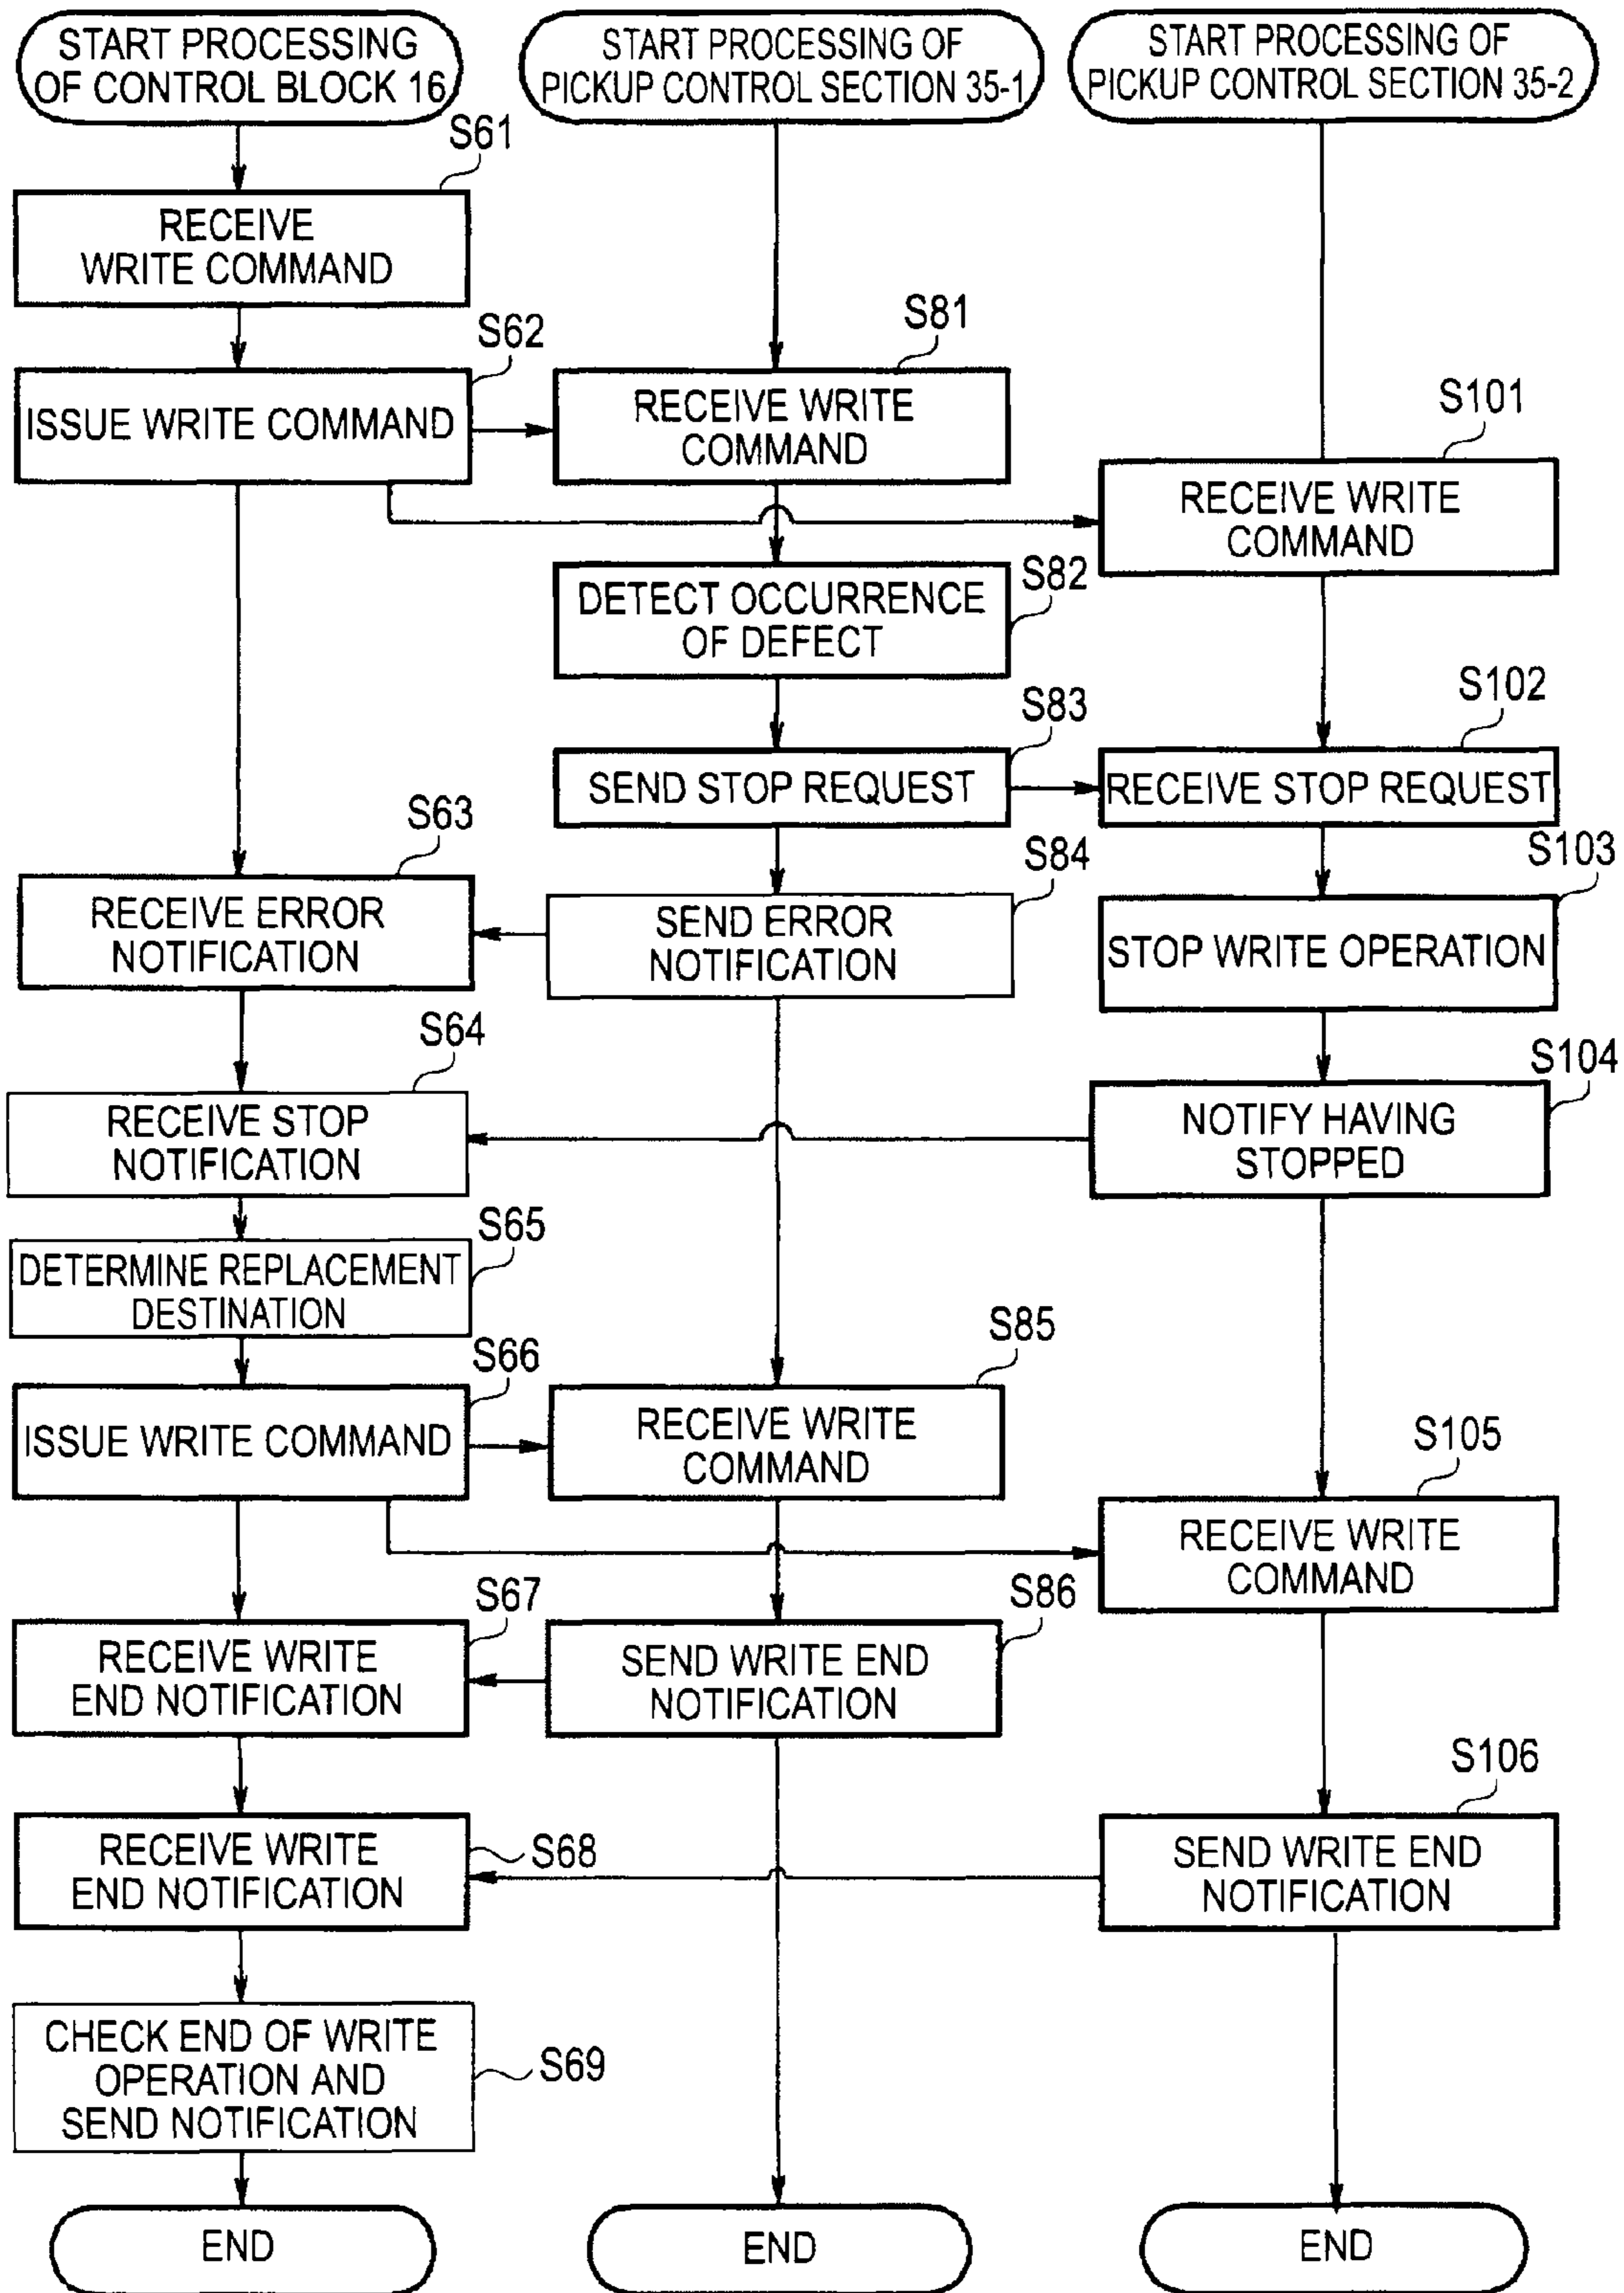 START PROCESSING
OF CONTROL BLOCK 16
START PROCESSING OF
PICKUP CONTROL SECTION 35-1
START PROCESSING OF
PICKUP CONTROL SECTION 35-2
S61
RECEIVE
WRITE COMMAND
S62
ISSUE WRITE COMMAND
S81
RECEIVE WRITE
COMMAND
S101
RECEIVE WRITE
COMMAND
S82
DETECT OCCURRENCE
OF DEFECT
S83
SEND STOP REQUEST
S102
RECEIVE STOP REQUEST
S63
RECEIVE ERROR
NOTIFICATION
S84
SEND ERROR
NOTIFICATION
S103
STOP WRITE OPERATION
S64
RECEIVE STOP
NOTIFICATION
S104
NOTIFY HAVING
STOPPED
S65
DETERMINE REPLACEMENT
DESTINATION
S66
ISSUE WRITE COMMAND
S85
RECEIVE WRITE
COMMAND
S105
RECEIVE WRITE
COMMAND
S67
RECEIVE WRITE
END NOTIFICATION
S86
SEND WRITE END
NOTIFICATION
S68
RECEIVE WRITE
END NOTIFICATION
S106
SEND WRITE END
NOTIFICATION
S69
CHECK END OF WRITE
OPERATION AND
SEND NOTIFICATION
END
END
END